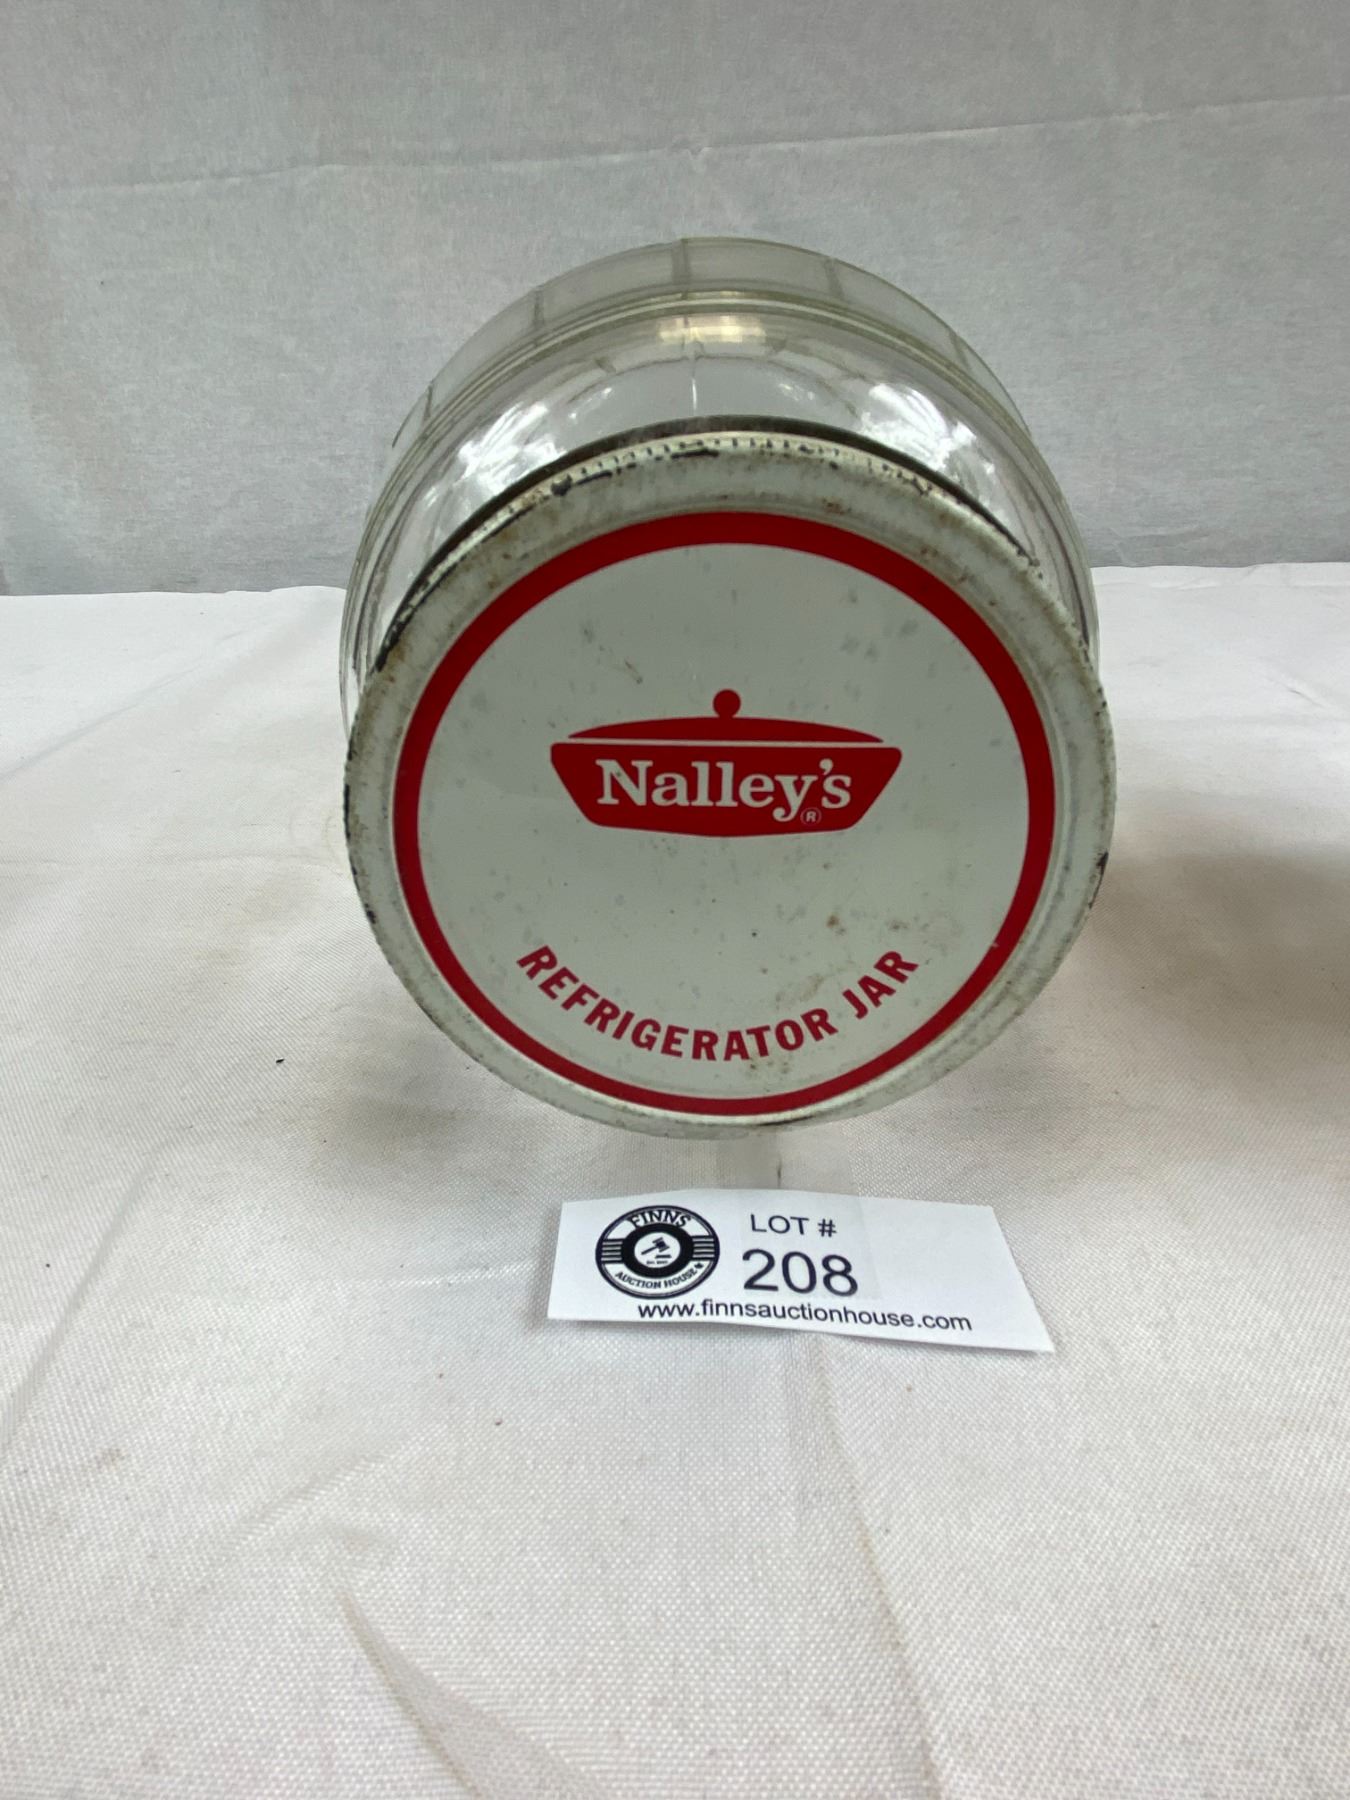 Nalley's®
REFRIGERATOR JAR
FINNS
AUCTION HOUSE
LOT #
208
www.finnsauctionhouse.com